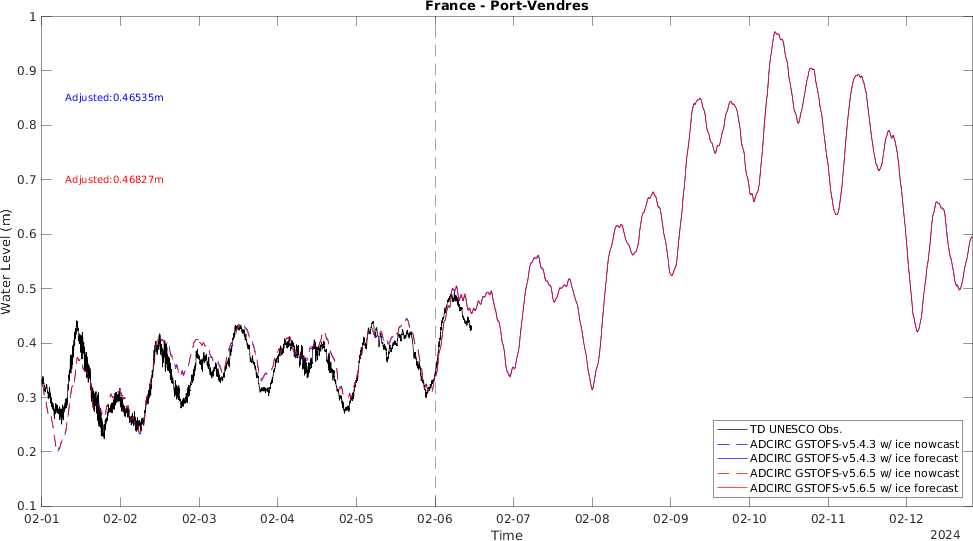 France - Port-Vendres
Water Level (m)
1
0.9
0.8
0.7
0.6
0.5
0.4
0.3
0.2
0.1
Adjusted:0.46535m
Adjusted:0.46827m
TD UNESCO Obs.
ADCIRC GSTOFS-v5.4.3 w/ ice nowcast
ADCIRC GSTOFS-v5.4.3 w/ ice forecast
ADCIRC GSTOFS-v5.6.5 w/ ice nowcast
ADCIRC GSTOFS-v5.6.5 w/ ice forecast
02-01 02-02 02-03 02-04 02-05 02-06 02-07 02-08 02-09 02-10 02-11 02-12
Time
2024